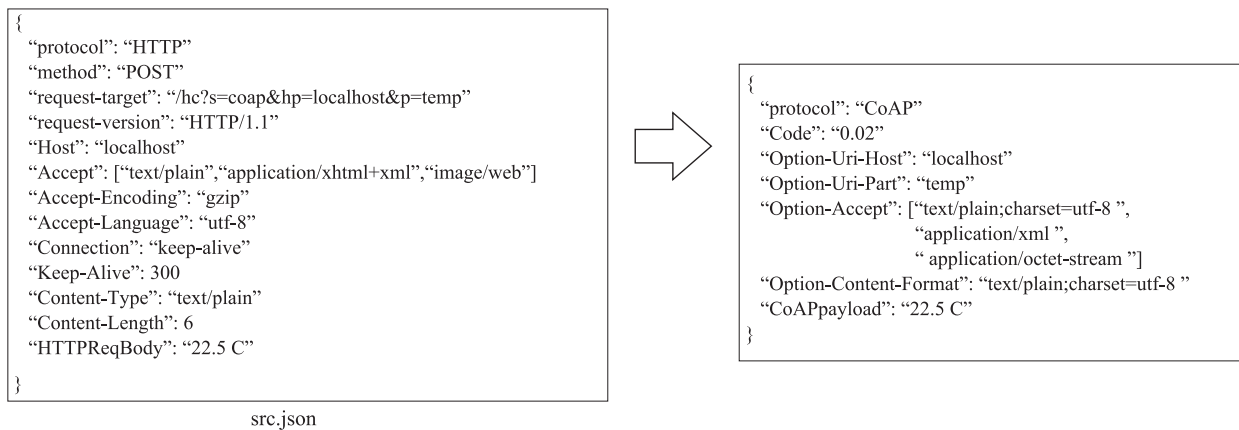 {
“protocol”: “HTTP”
“method”: “POST”
“request-target”: “/hc?s=coap&hp=localhost&p=temp”
“request-version”: “HTTP/1.1”
“Host”: “localhost”
“Accept”: [“text/plain”,“application/xhtml+xml”,“image/web”]
“Accept-Encoding”: “gzip”
“Accept-Language”: “utf-8”
“Connection”: “keep-alive”
“Keep-Alive”: 300
“Content-Type”: “text/plain”
“Content-Length”: 6
“HTTPReqBody”: “22.5 C”
}
src.json
{
“protocol”: “CoAP”
“Code”: “0.02”
“Option-Uri-Host”: “localhost”
“Option-Uri-Part”: “temp”
“Option-Accept”: [“text/plain;charset=utf-8 ”,
“application/xml ”,
“ application/octet-stream ”]
“Option-Content-Format”: “text/plain;charset=utf-8 ”
“CoAPpayload”: “22.5 C”
}